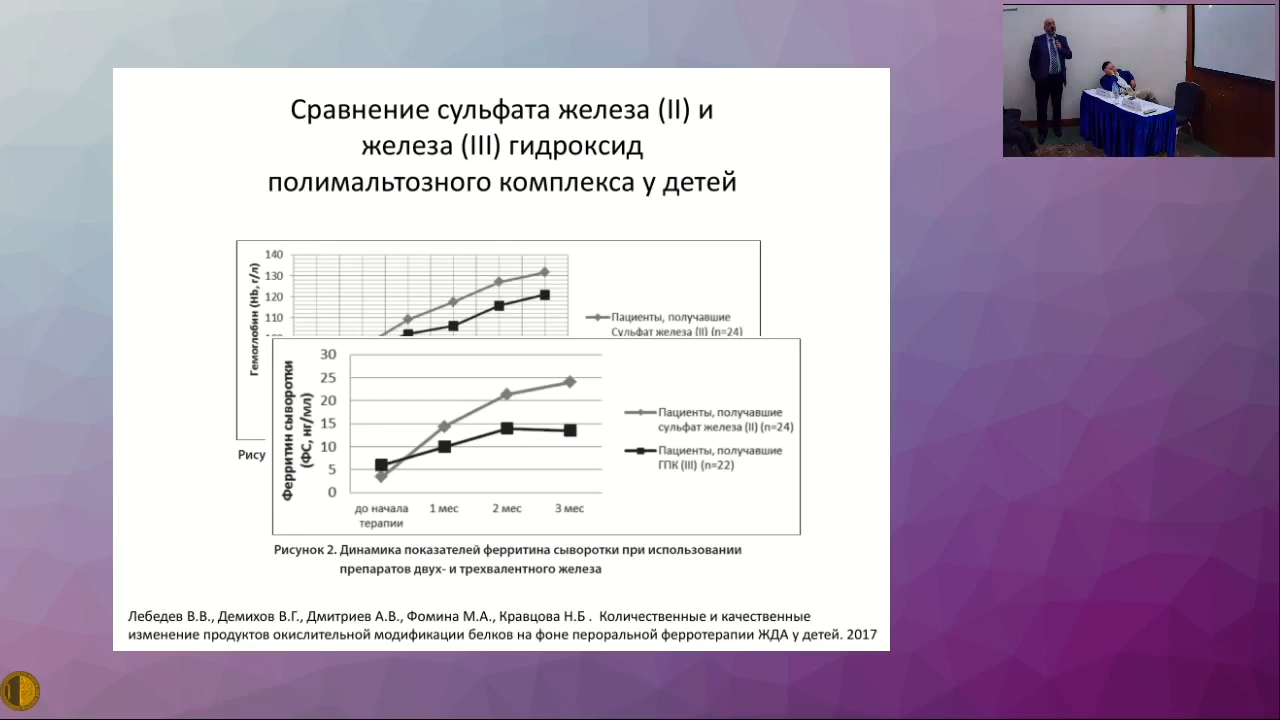 Сравнение сульфата железа (II) и
железа (III) гидроксид
полимальтозного комплекса у детей
Гемоглобин (Hb, г/л)
140
130
120
110
Пациенты, получавшие
Сульфат железа (II) (n=24)
Рису
Ферритин сыворотки
(ФС, нг/мл)
30
25
20
15
10
5
0
до начала
терапии
1 мес
2 мес
3 мес
Пациенты, получавшие
сульфат железа (II) (n=24)
Пациенты, получавшие
ГПК (III) (n=22)
Рисунок 2. Динамика показателей ферритина сыворотки при использовании
препаратов двух- и трехвалентного железа
Лебедев В.В., Демихов В.Г., Дмитриев А.В., Фомина М.А., Кравцова Н.Б . Количественные и качественные
изменение продуктов окислительной модификации белков на фоне пероральной ферротерапии ЖДА у детей. 2017